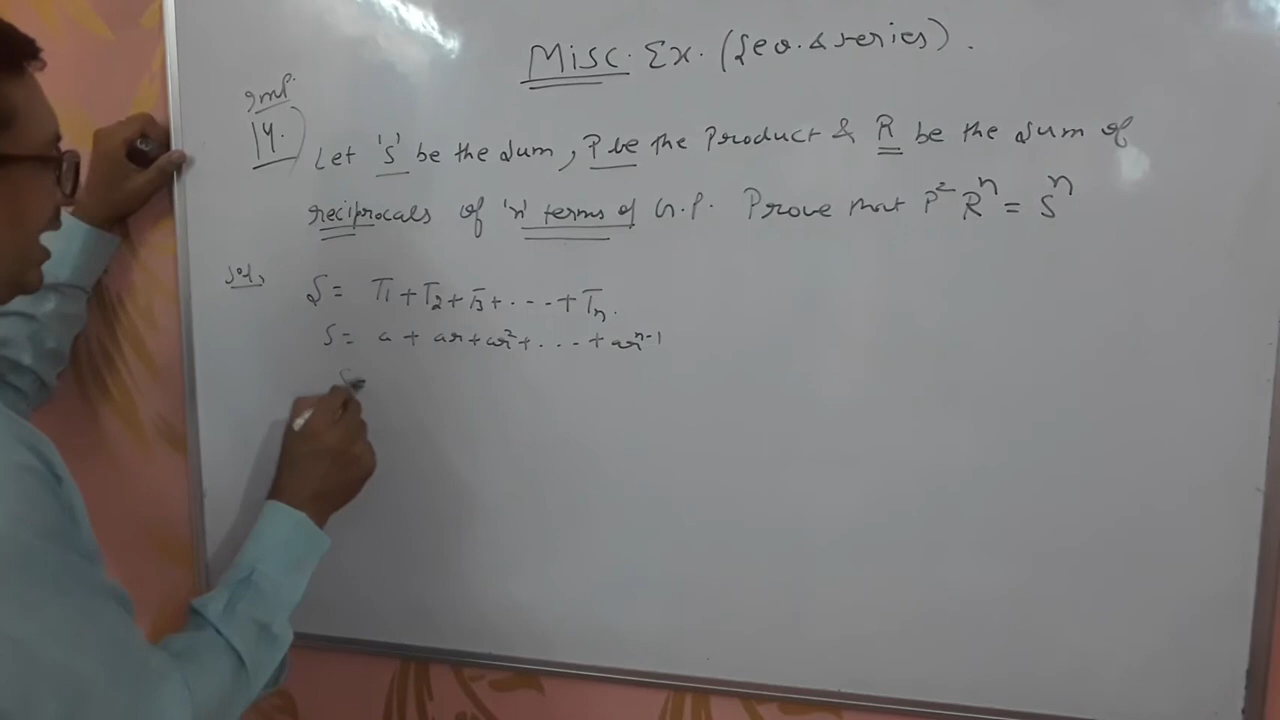 Misc. Ex. (Seq. & series).
Imp.
14.) Let 'S' be the sum, P be the Product & R be the sum of
reciprocals of 'n' terms of G.P. Prove that P² Rⁿ = Sⁿ
Sol,
S = T₁ + T₂ + T₃ + ... + Tₙ.
S = a + ar + ar² + ... + arⁿ⁻¹
S